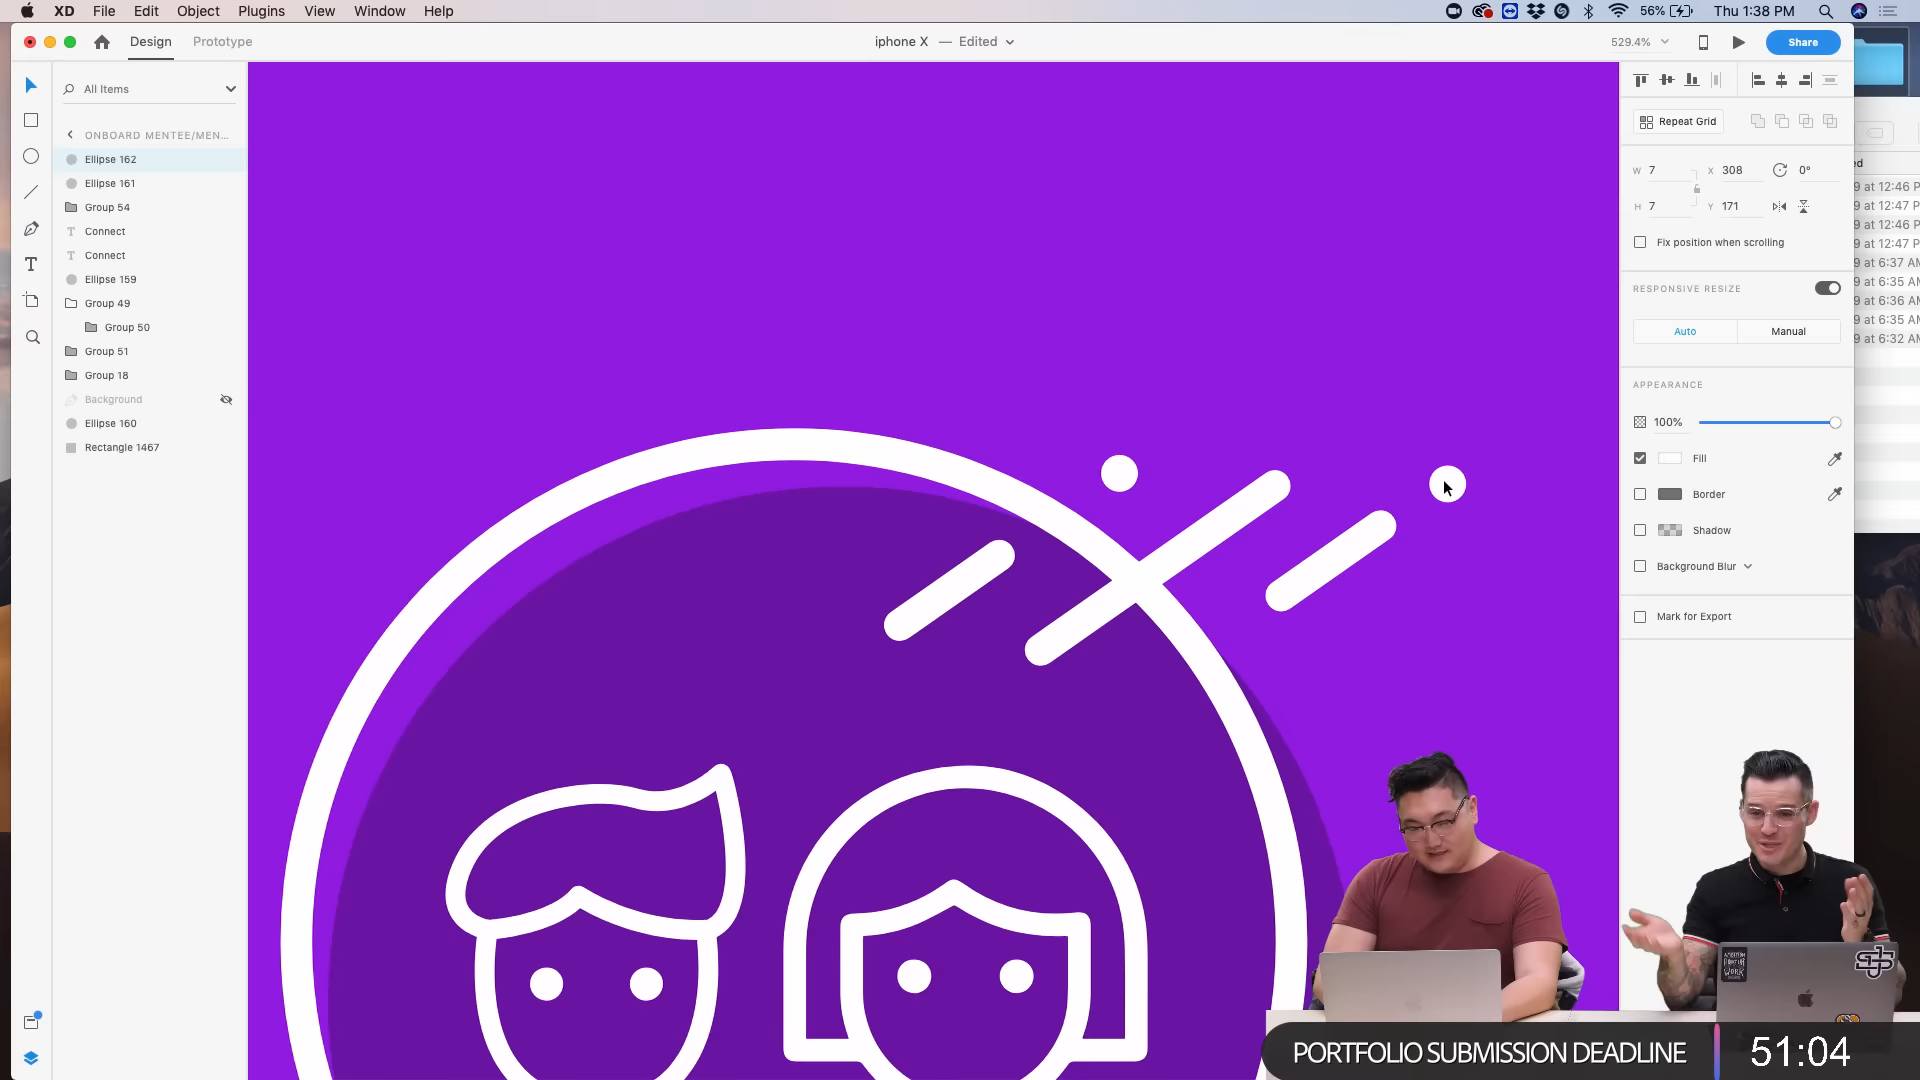 XD File Edit Object Plugins View Window Help
56% Thu 1:38 PM
Design Prototype
iphone X — Edited
529.4%
Share
All Items
ONBOARD MENTEE/MEN...
Ellipse 162
Ellipse 161
Group 54
Connect
Connect
Ellipse 159
Group 49
Group 50
Group 51
Group 18
Background
Ellipse 160
Rectangle 1467
Repeat Grid
W 7 X 308 0°
H 7 Y 171
Fix position when scrolling
RESPONSIVE RESIZE
Auto Manual
APPEARANCE
100%
Fill
Border
Shadow
Background Blur
Mark for Export
ed
9 at 12:46 P
9 at 12:47 P
9 at 12:46 P
9 at 12:47 P
9 at 6:37 AM
9 at 6:35 AM
9 at 6:36 AM
9 at 6:35 AM
9 at 6:32 AM
PORTFOLIO SUBMISSION DEADLINE 51:04